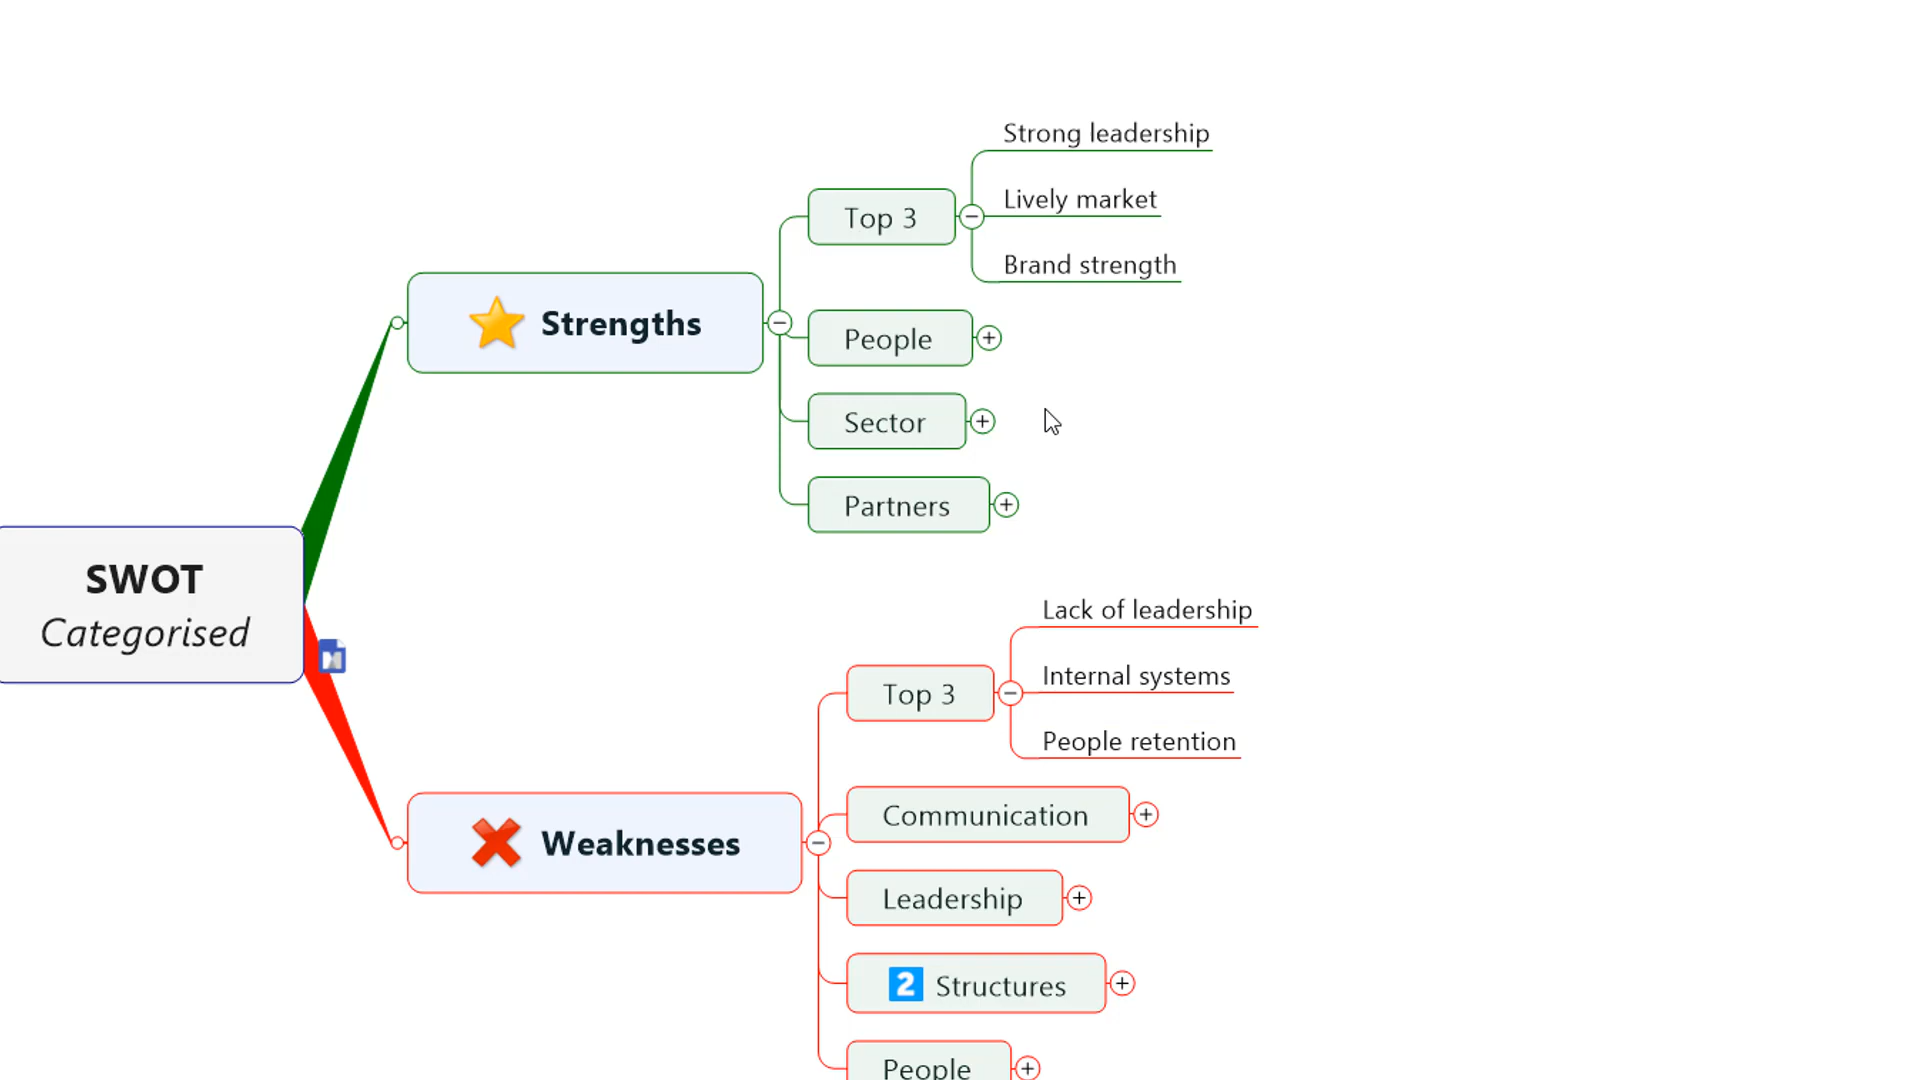 SWOT
Categorised
Strengths
Top 3
Strong leadership
Lively market
Brand strength
People
Sector
Partners
Weaknesses
Top 3
Lack of leadership
Internal systems
People retention
Communication
Leadership
2 Structures
People